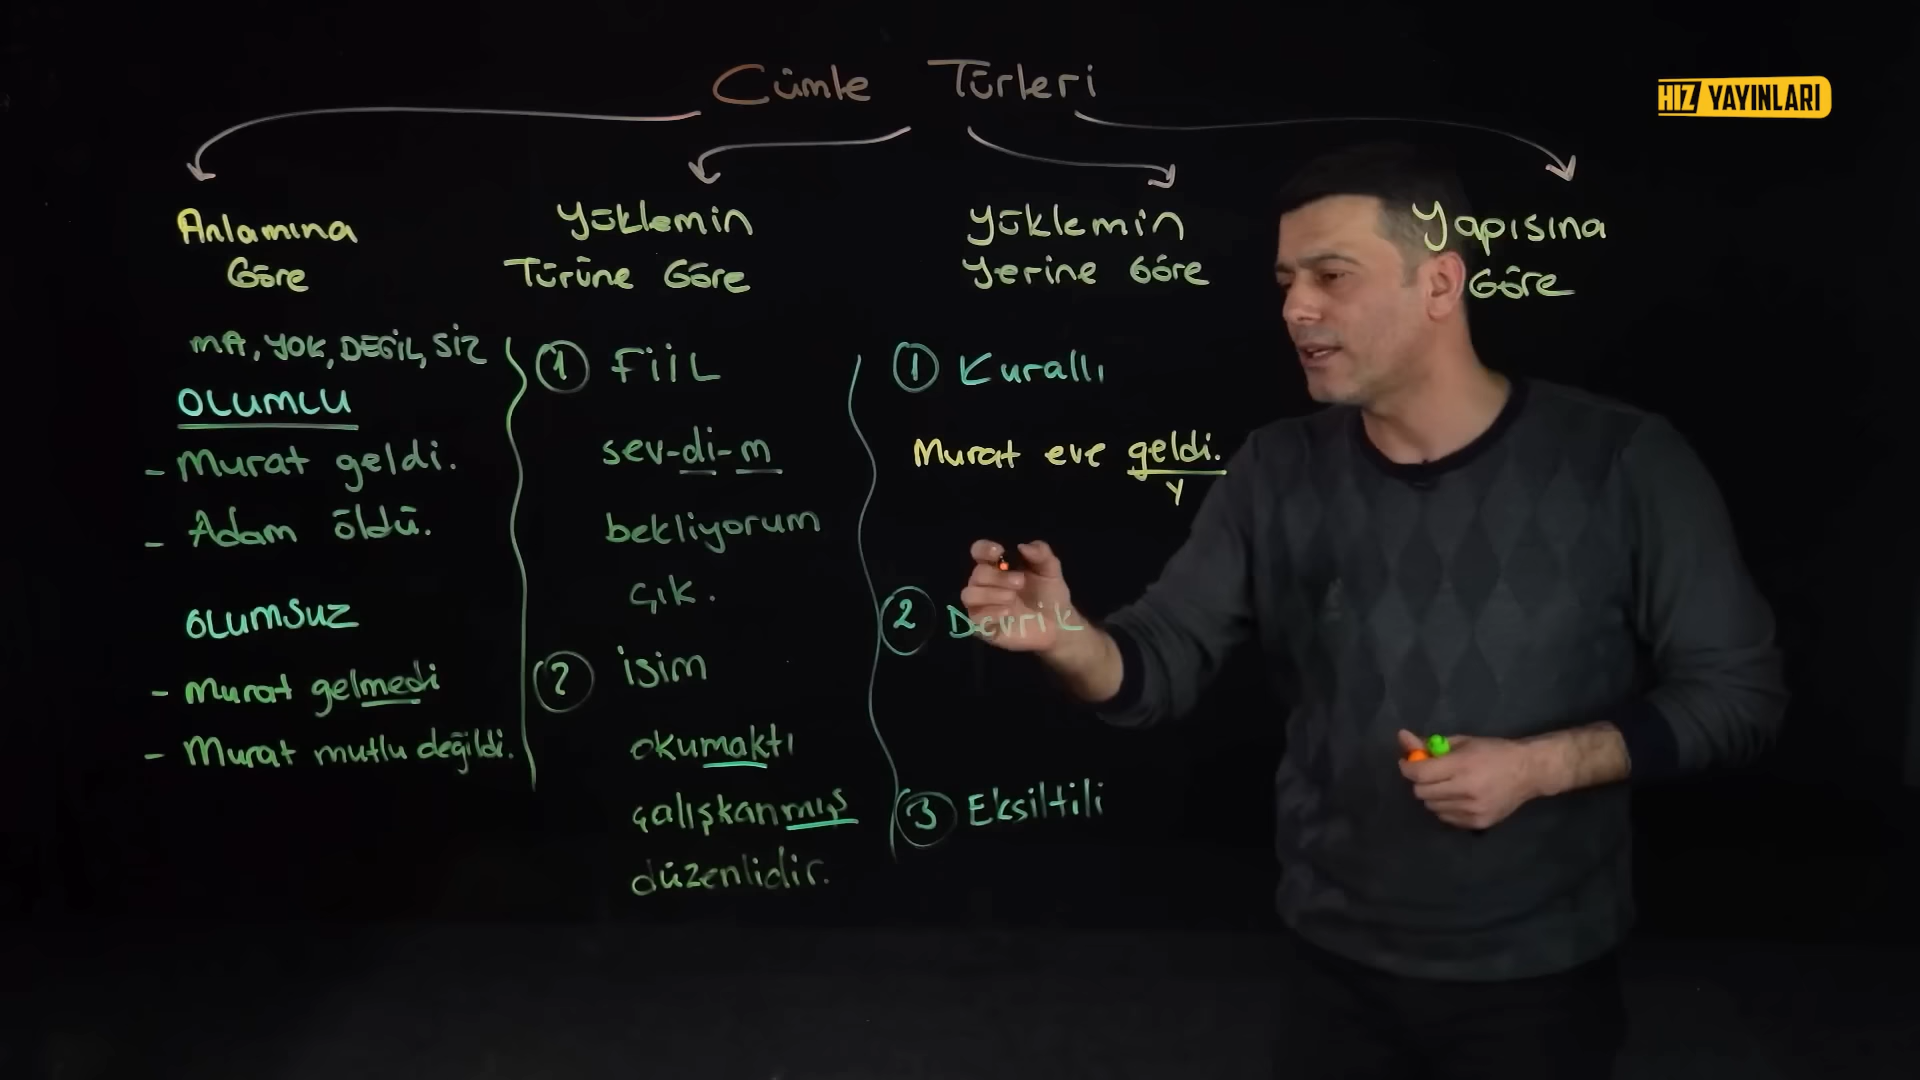 Cümle Türleri
HIZ YAYINLARI
Anlamına
Göre
MA, YOK, DEĞİL, SİZ
OLUMLU
- Murat geldi.
- Adam öldü.
OLUMSUZ
- Murat gelmedi
- Murat mutlu değildi.
Yüklemin
Türüne Göre
1 FİİL
sev-di-m
bekliyorum
çık.
2 isim
okumaktı
çalışkanmış
düzenlidir.
Yüklemin
Yerine Göre
1 Kurallı
Murat eve geldi.
Y
2 Devrik
3 Eksiltili
Yapısına
Göre